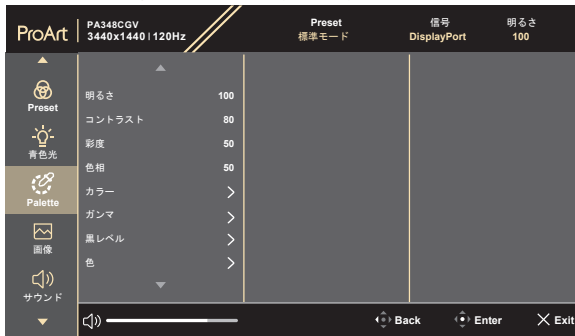 ProArt
PA348CGV
3440x1440 | 120Hz
Preset
標準モード
信号
DisplayPort
明るさ
100
Preset
青色光
Palette
画像
サウンド
明るさ 100
コントラスト 80
彩度 50
色相 50
カラー
ガンマ
黒レベル
色
Back
Enter
Exit